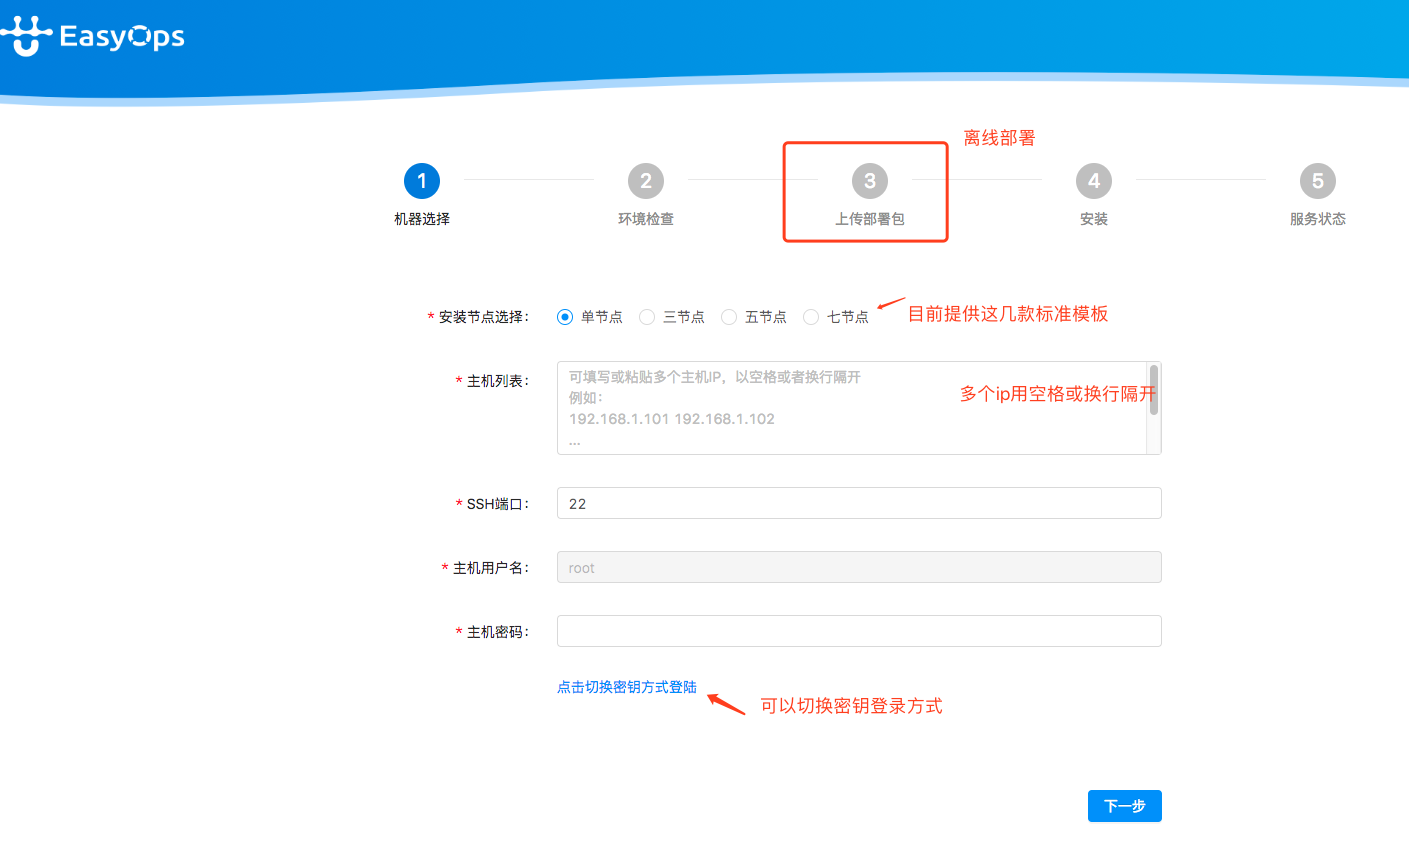 EasyOps
离线部署
1
2
3
4
5
机器选择
环境检查
上传部署包
安装
服务状态
* 安装节点选择：
单节点
三节点
五节点
七节点
目前提供这几款标准模板
* 主机列表：
可填写或粘贴多个主机IP，以空格或者换行隔开
例如：
192.168.1.101 192.168.1.102
...
多个ip用空格或换行隔开
* SSH端口：
22
* 主机用户名：
root
* 主机密码：
点击切换密钥方式登陆
可以切换密钥登录方式
下一步